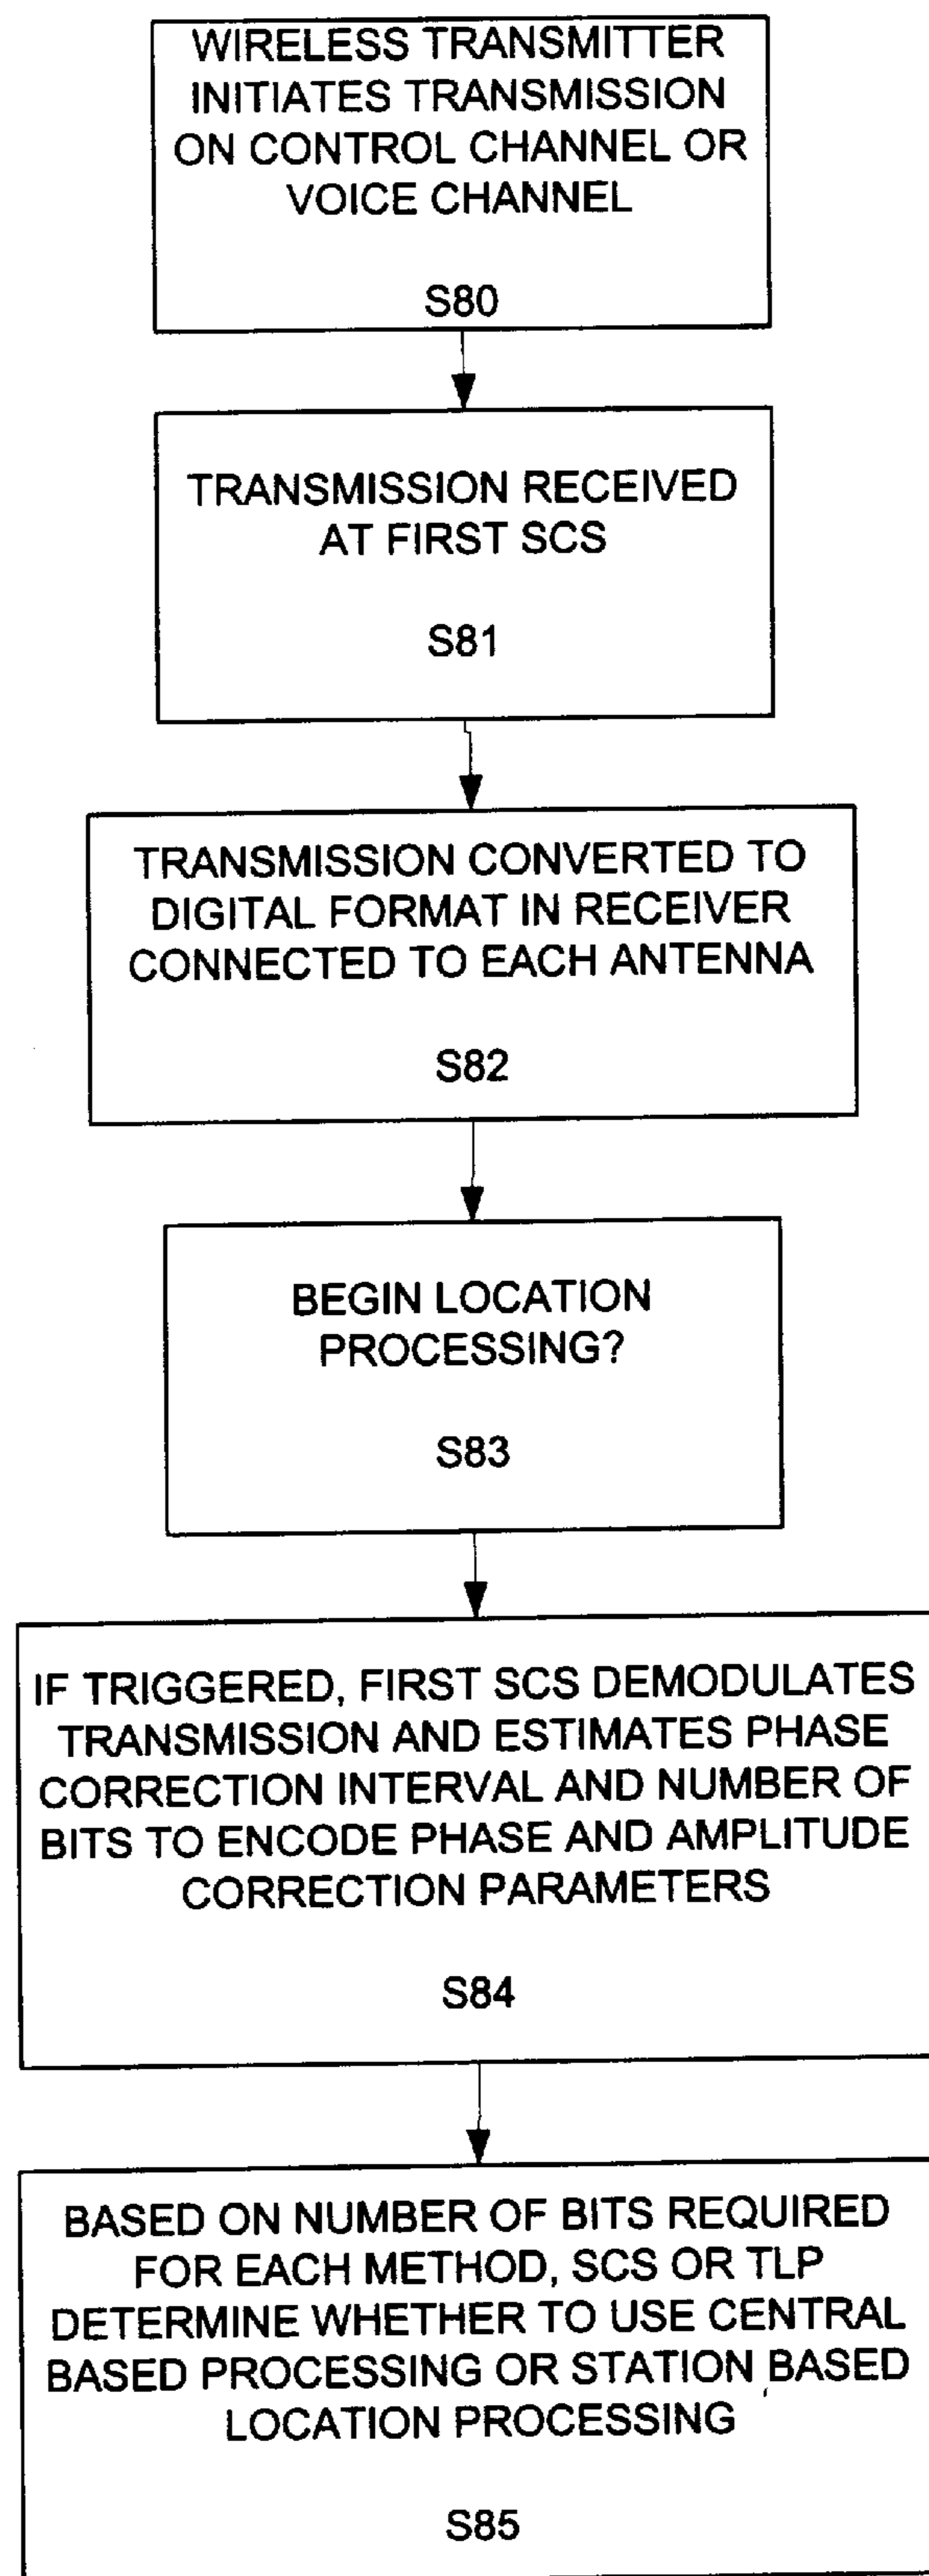 WIRELESS TRANSMITTER
INITIATES TRANSMISSION
ON CONTROL CHANNEL OR
VOICE CHANNEL
S80
TRANSMISSION RECEIVED
AT FIRST SCS
S81
TRANSMISSION CONVERTED TO
DIGITAL FORMAT IN RECEIVER
CONNECTED TO EACH ANTENNA
S82
BEGIN LOCATION
PROCESSING?
S83
IF TRIGGERED, FIRST SCS DEMODULATES
TRANSMISSION AND ESTIMATES PHASE
CORRECTION INTERVAL AND NUMBER OF
BITS TO ENCODE PHASE AND AMPLITUDE
CORRECTION PARAMETERS
S84
BASED ON NUMBER OF BITS REQUIRED
FOR EACH METHOD, SCS OR TLP
DETERMINE WHETHER TO USE CENTRAL
BASED PROCESSING OR STATION BASED
LOCATION PROCESSING
S85